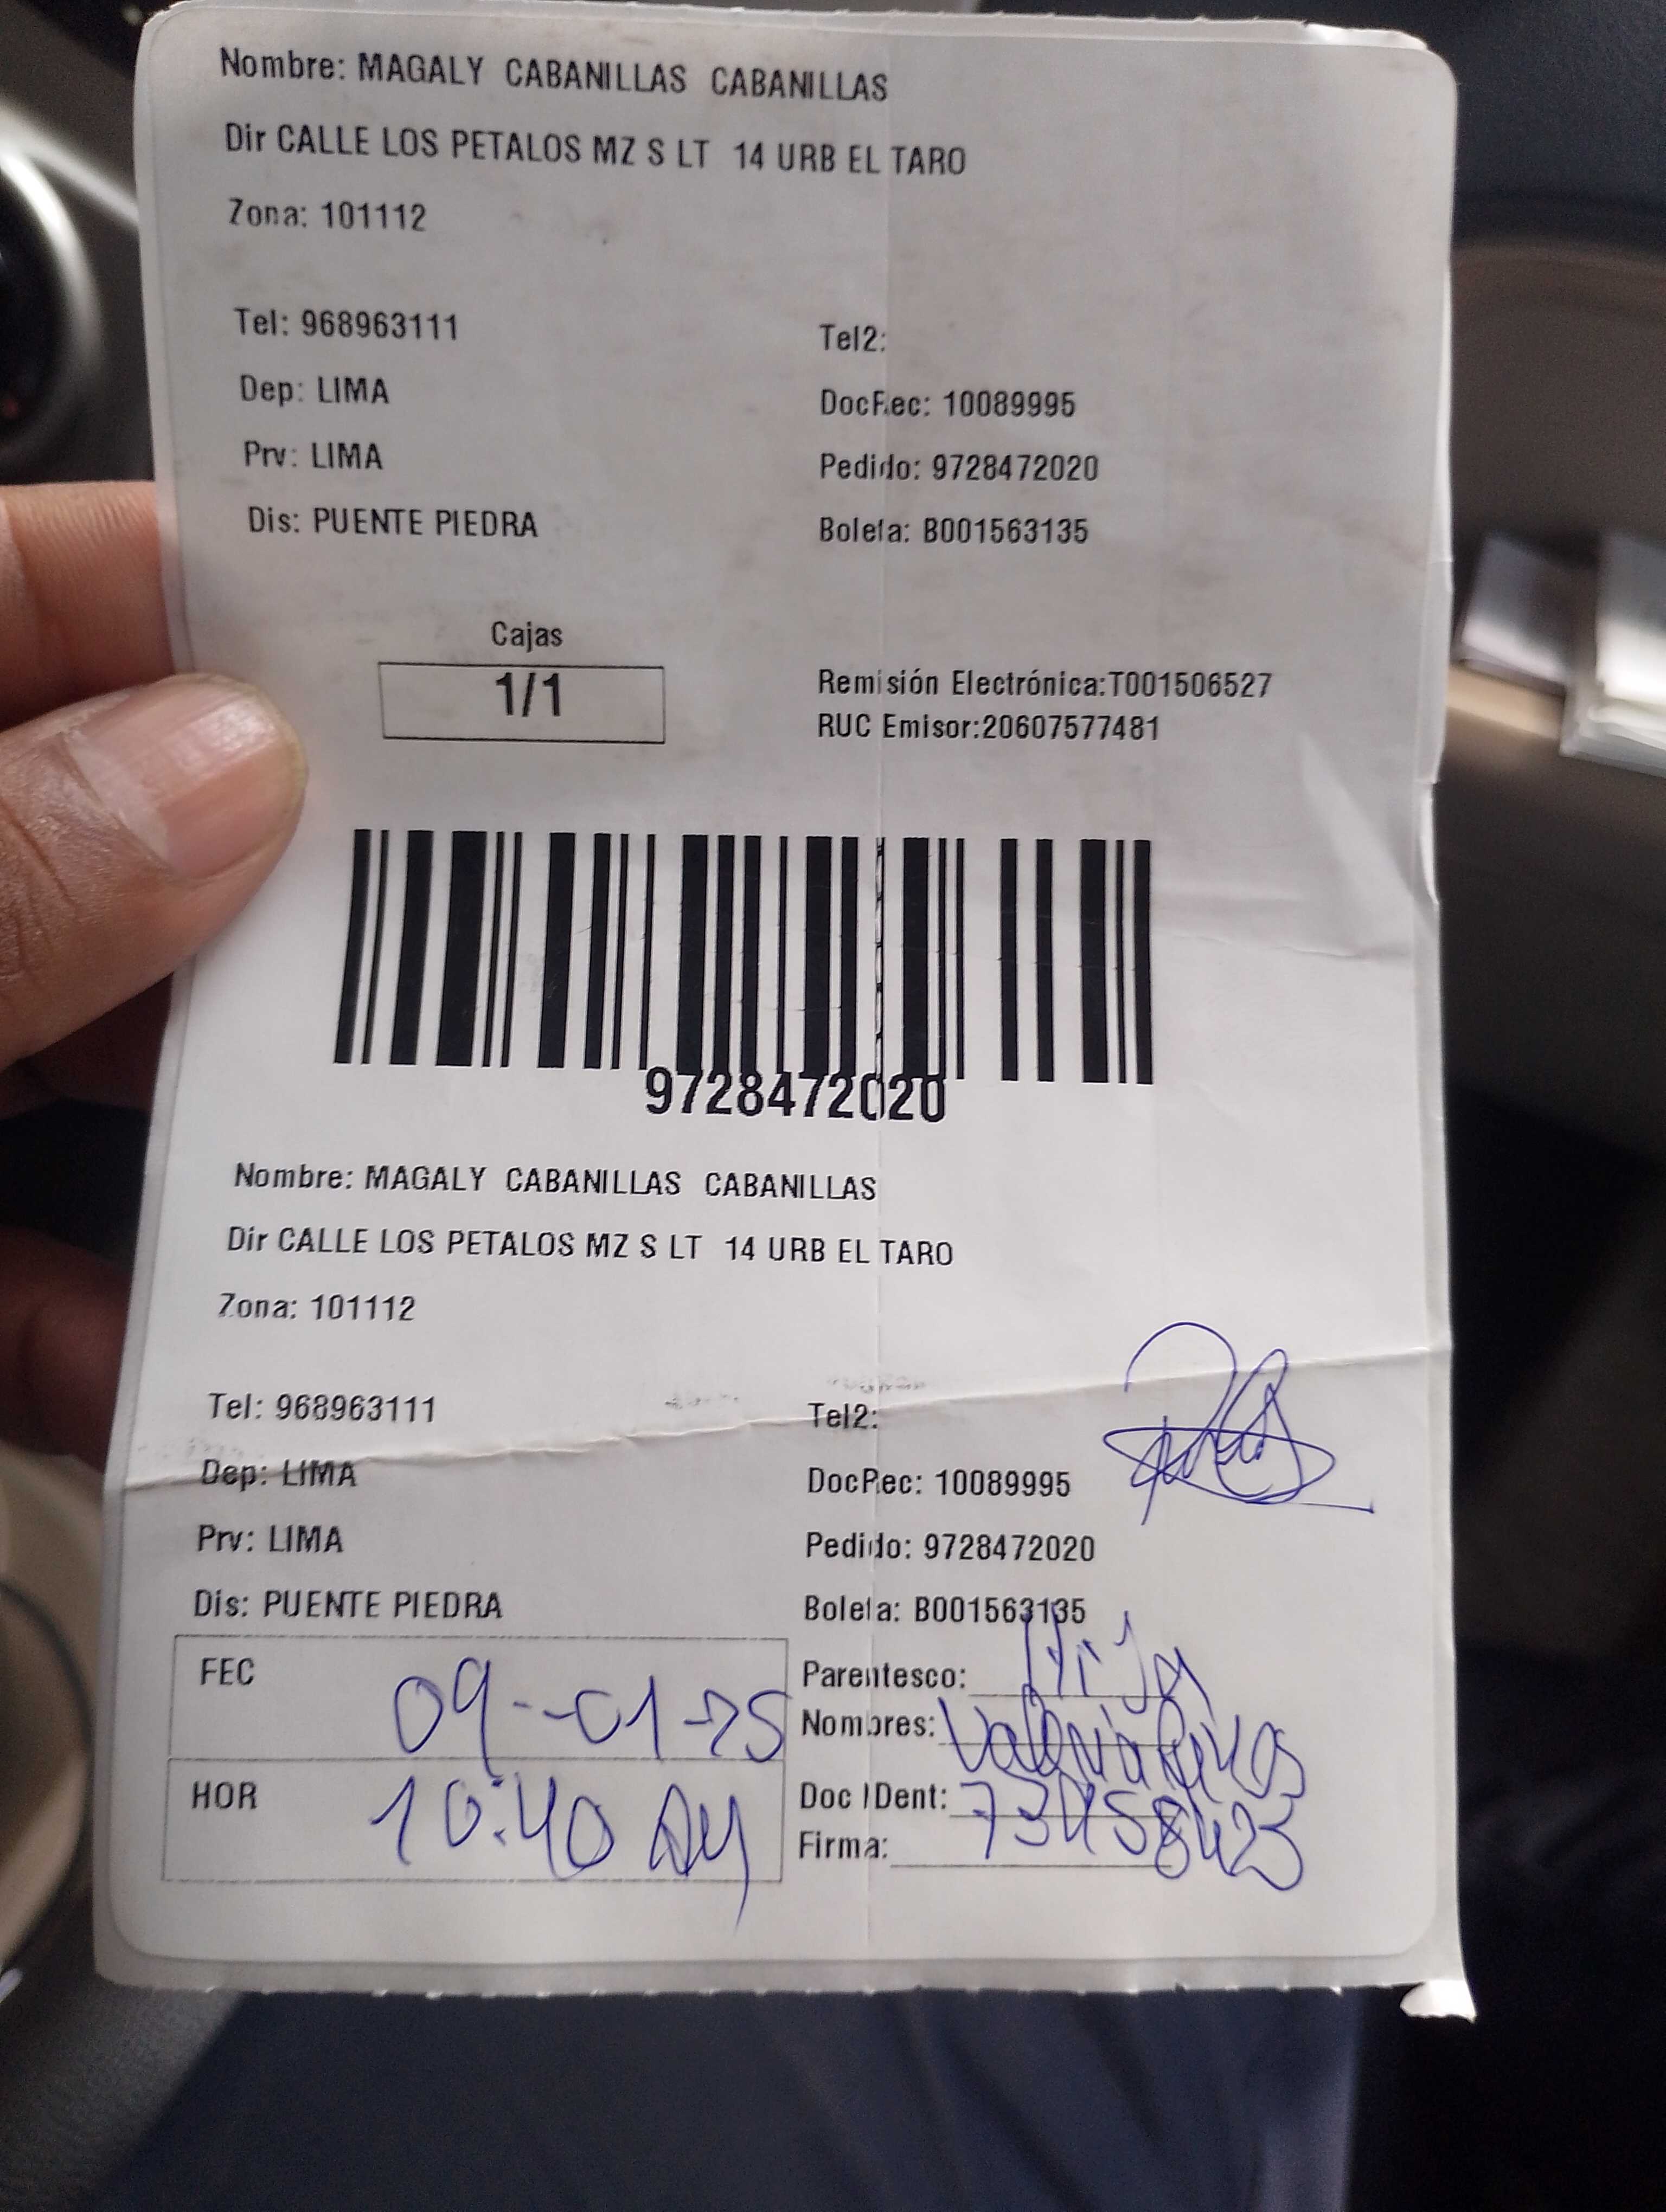 Nombre: MAGALY CABANILLAS CABANILLAS
Dir CALLE LOS PETALOS MZ S LT 14 URB EL TARO
Zona: 101112
Tel: 968963111 Tel2:
Dep: LIMA DocRec: 10089995
Prv: LIMA Pedido: 9728472020
Dis: PUENTE PIEDRA Boleta: B001563135
Cajas
1/1
Remisión Electrónica:T001506527
RUC Emisor:20607577481
9728472020
Nombre: MAGALY CABANILLAS CABANILLAS
Dir CALLE LOS PETALOS MZ S LT 14 URB EL TARO
Zona: 101112
Tel: 968963111 Tel2:
Dep: LIMA DocRec: 10089995
Prv: LIMA Pedido: 9728472020
Dis: PUENTE PIEDRA Boleta: B001563135
FEC 09-01-25
Parentesco: Hija
Nombres: Valeria Rivas
HOR 10:40 AM
Doc IDent: 73458423
Firma: